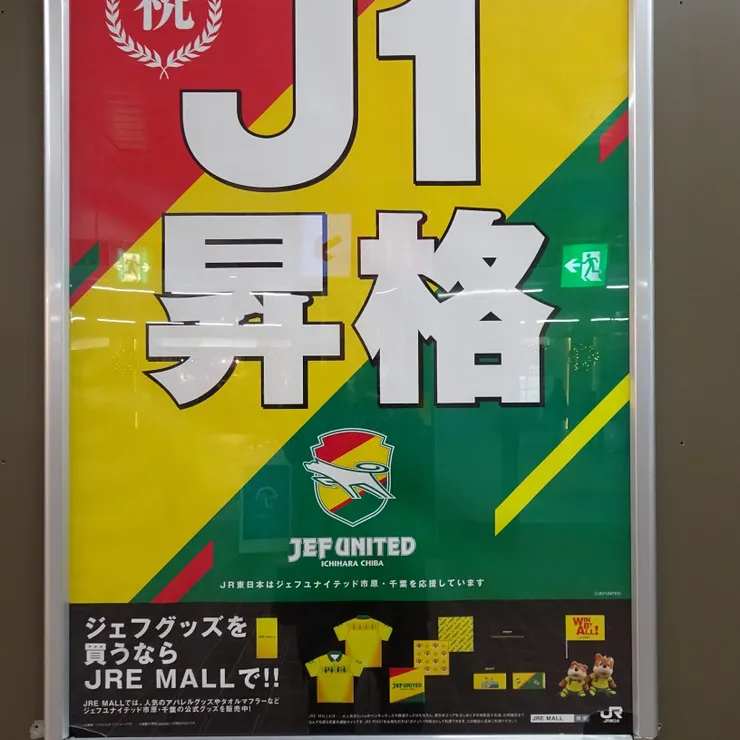 祝
J1
昇格
JEF UNITED
ICHIHARA CHIBA
JR東日本はジェフユナイテッド市原・千葉を応援しています
©JEFUNITED
ジェフグッズを
買うなら
JRE MALLで!!
JRE MALLでは、人気のアパレルグッズやタオルマフラーなど
ジェフユナイテッド市原・千葉の公式グッズを販売中!
WIN BY ALL!
JEF UNITED
JRE MALL
検索
JR